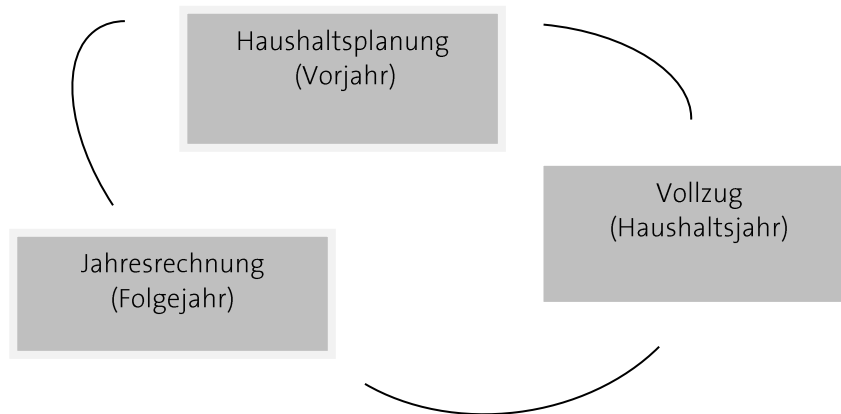 Haushaltsplanung
(Vorjahr)
Vollzug
(Haushaltsjahr)
Jahresrechnung
(Folgejahr)